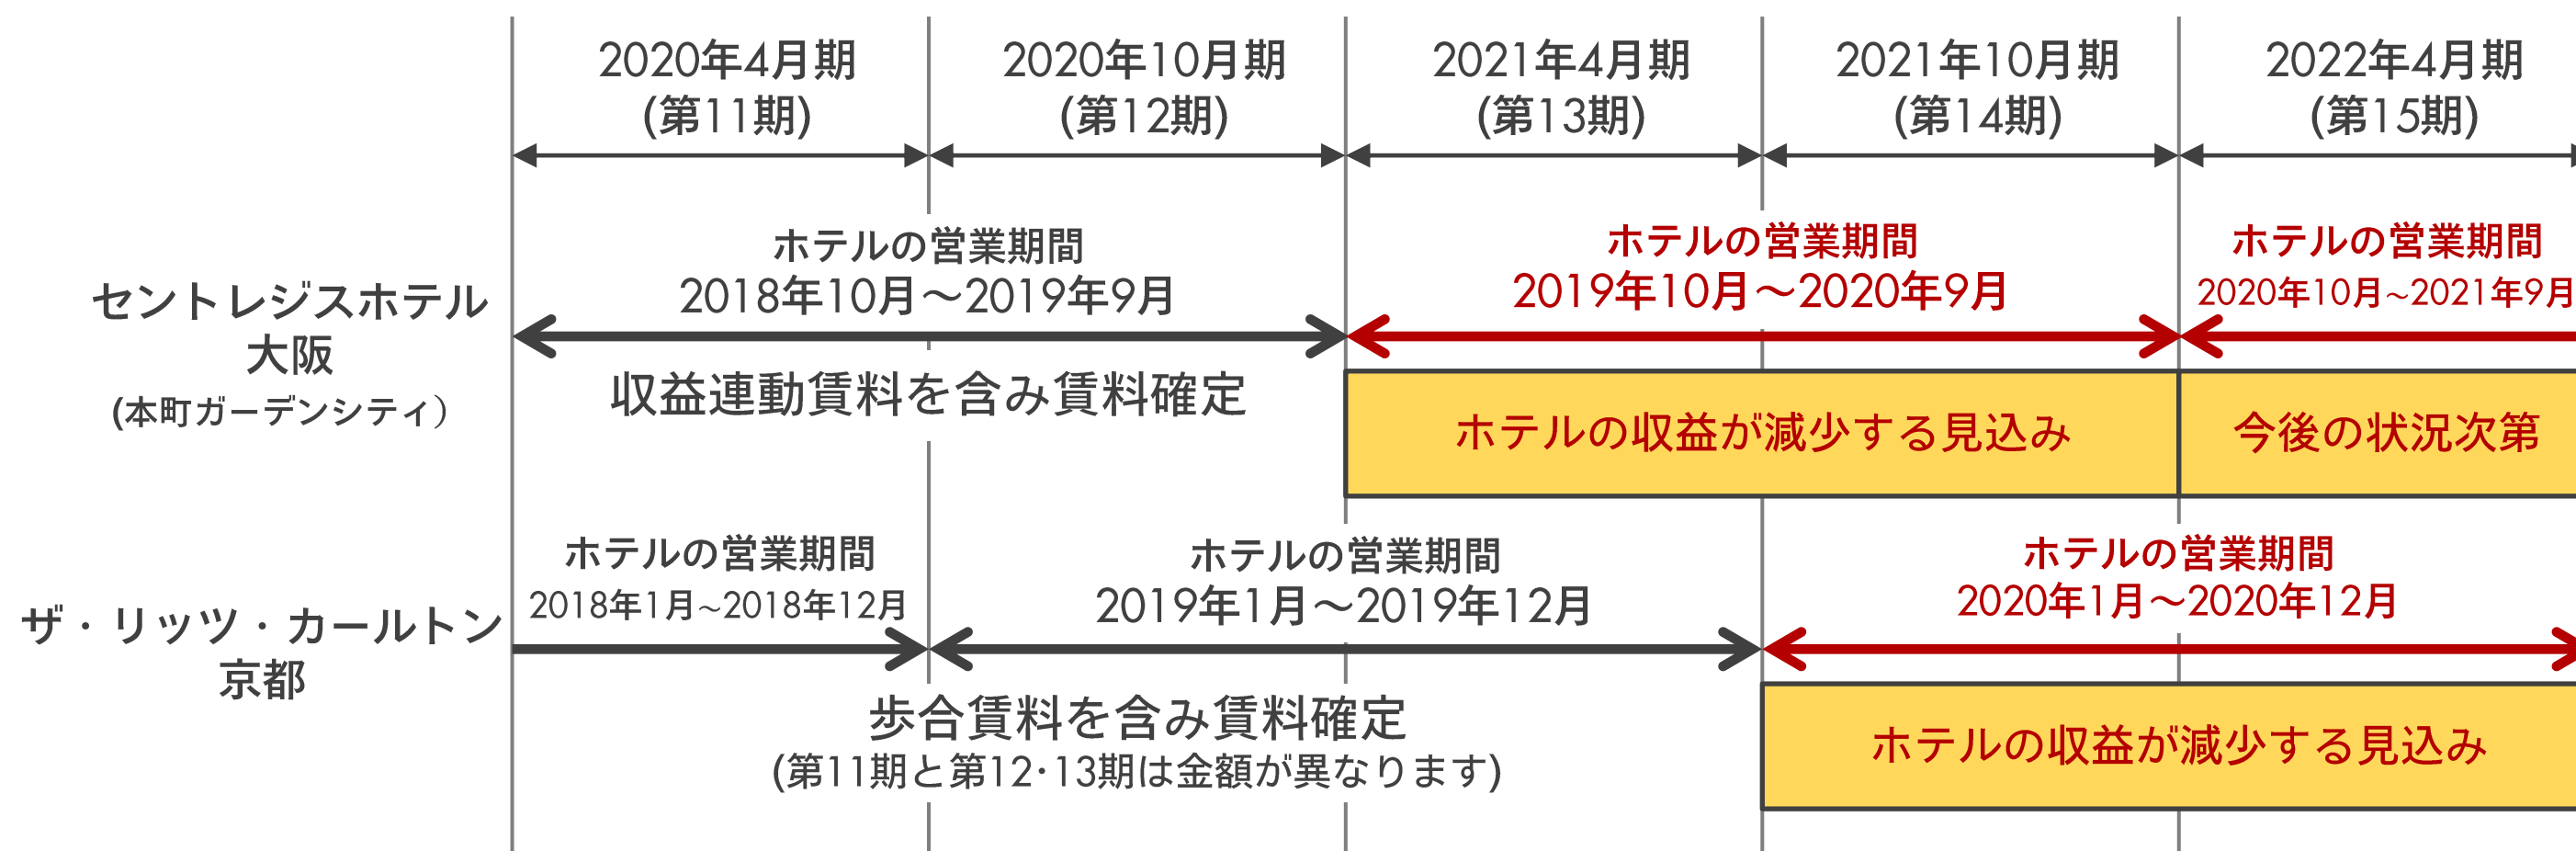 2020年4月期
(第11期)
2020年10月期
(第12期)
2021年4月期
(第13期)
2021年10月期
(第14期)
2022年4月期
(第15期)
セントレジスホテル
大阪
(本町ガーデンシティ)
ホテルの営業期間
2018年10月～2019年9月
収益連動賃料を含み賃料確定
ホテルの営業期間
2019年10月～2020年9月
ホテルの収益が減少する見込み
ホテルの営業期間
2020年10月～2021年9月
今後の状況次第
ザ・リッツ・カールトン
京都
ホテルの営業期間
2018年1月～2018年12月
ホテルの営業期間
2019年1月～2019年12月
歩合賃料を含み賃料確定
(第11期と第12･13期は金額が異なります)
ホテルの営業期間
2020年1月～2020年12月
ホテルの収益が減少する見込み